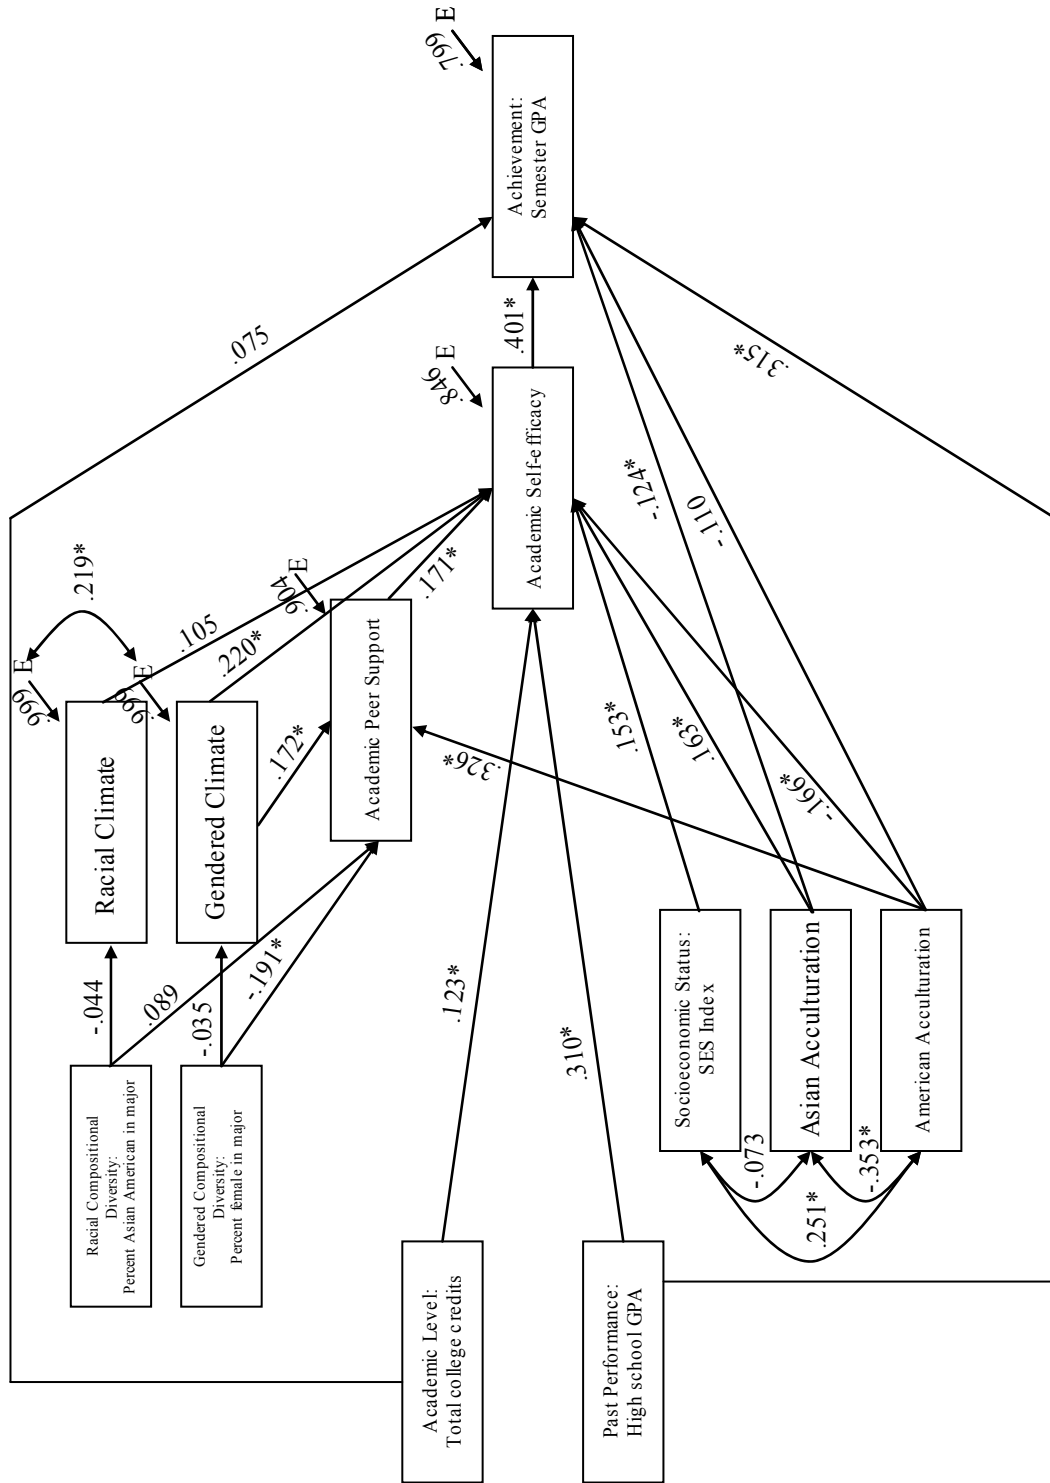 Racial Compositional
Diversity:
Percent Asian American in major
Gendered Compositional
Diversity:
Percent female in major
Academic Level:
Total college credits
Past Performance:
High school GPA
Racial Climate
Gendered Climate
Academic Peer Support
Socioeconomic Status:
SES Index
Asian Acculturation
American Acculturation
Academic Self-efficacy
Achievement:
Semester GPA
-.044
.089
-.035
-.191*
.172*
.999 E
.999 E
.219*
.105
.220*
.904 E
.171*
.846 E
.401*
.799 E
.075
.123*
.310*
.326*
.153*
.163*
-.166*
-.124*
-.110
.315*
-.073
-.353*
.251*